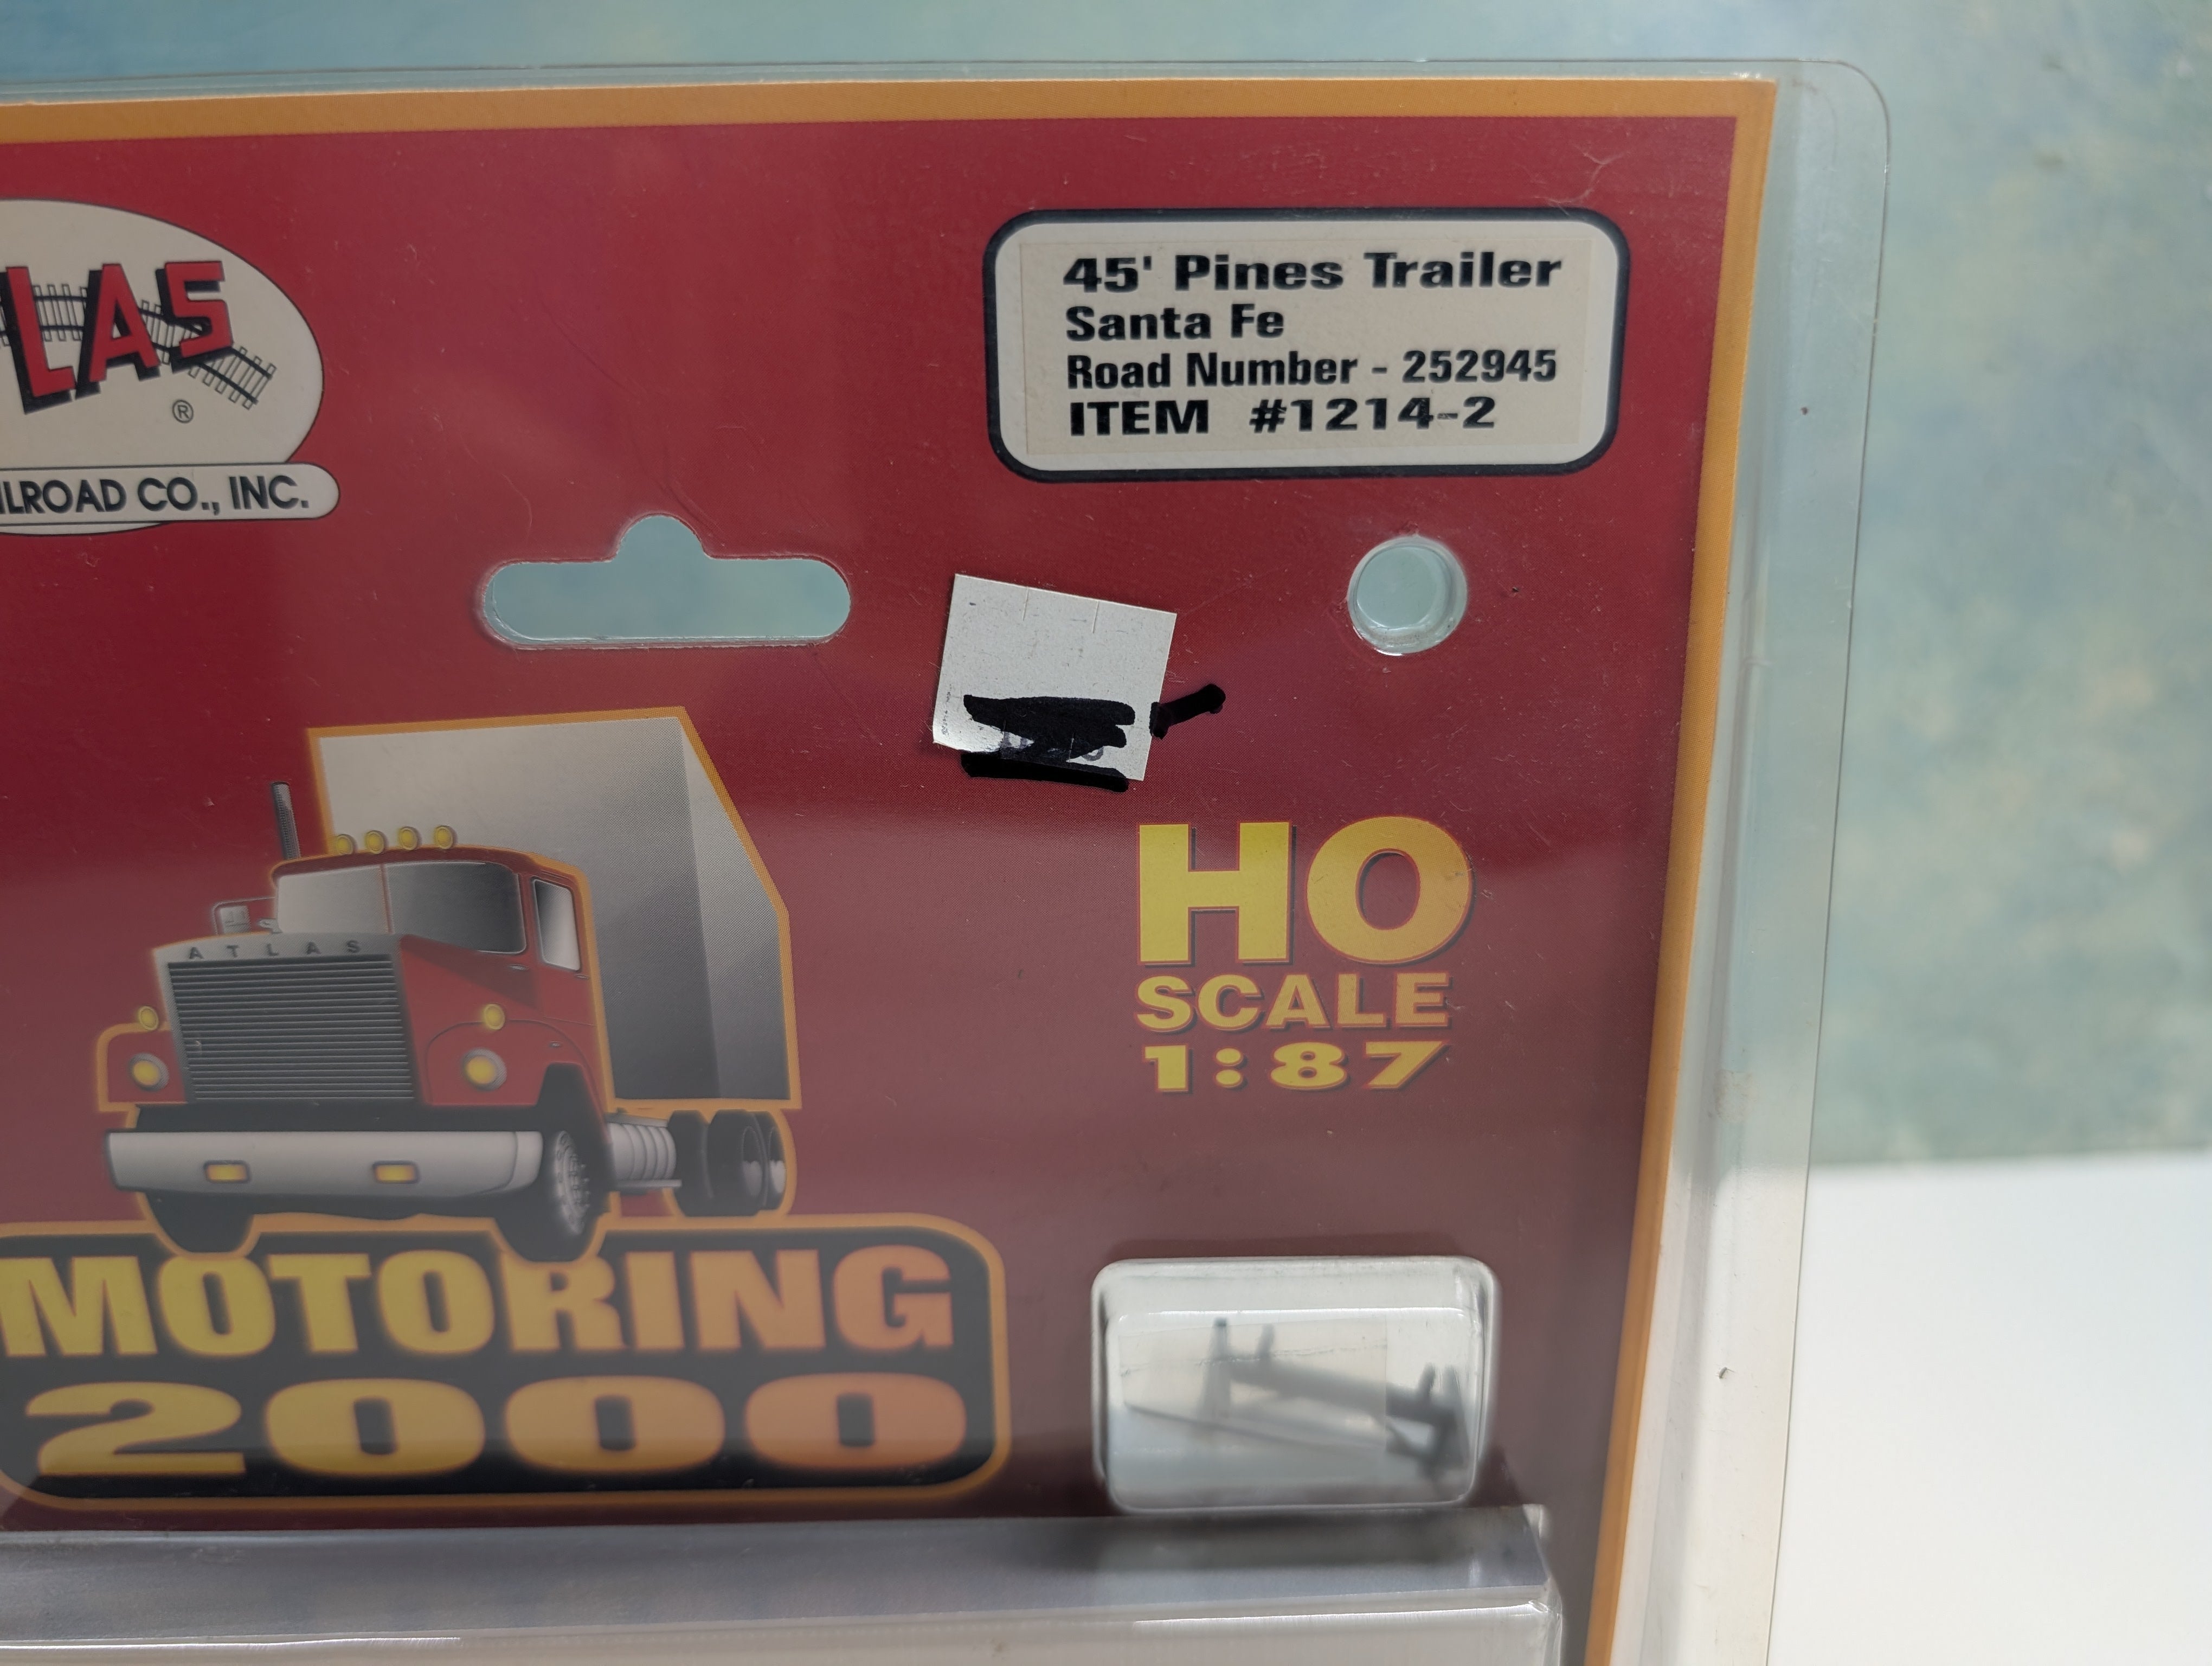 LAS
®
ILROAD CO., INC.
45' Pines Trailer
Santa Fe
Road Number - 252945
ITEM #1214-2
ATLAS
HO
SCALE
1:87
MOTORING
2000